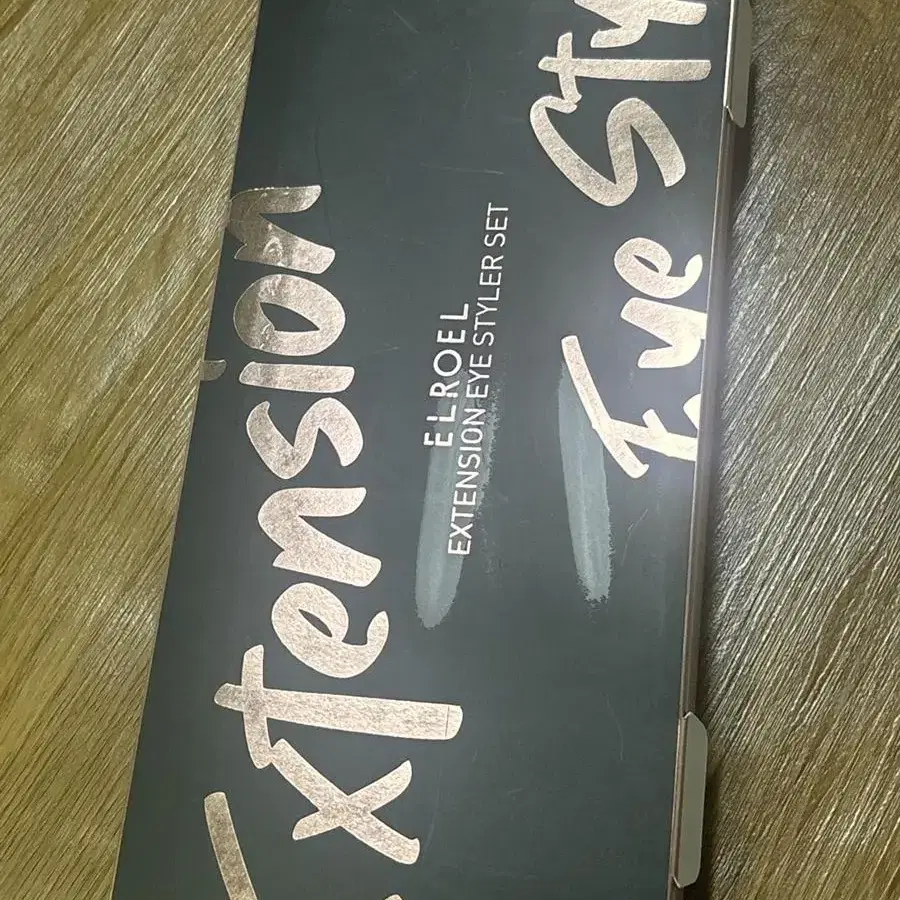 Extension
ELROEL
EXTENSION EYE STYLER SET
Eye Sty